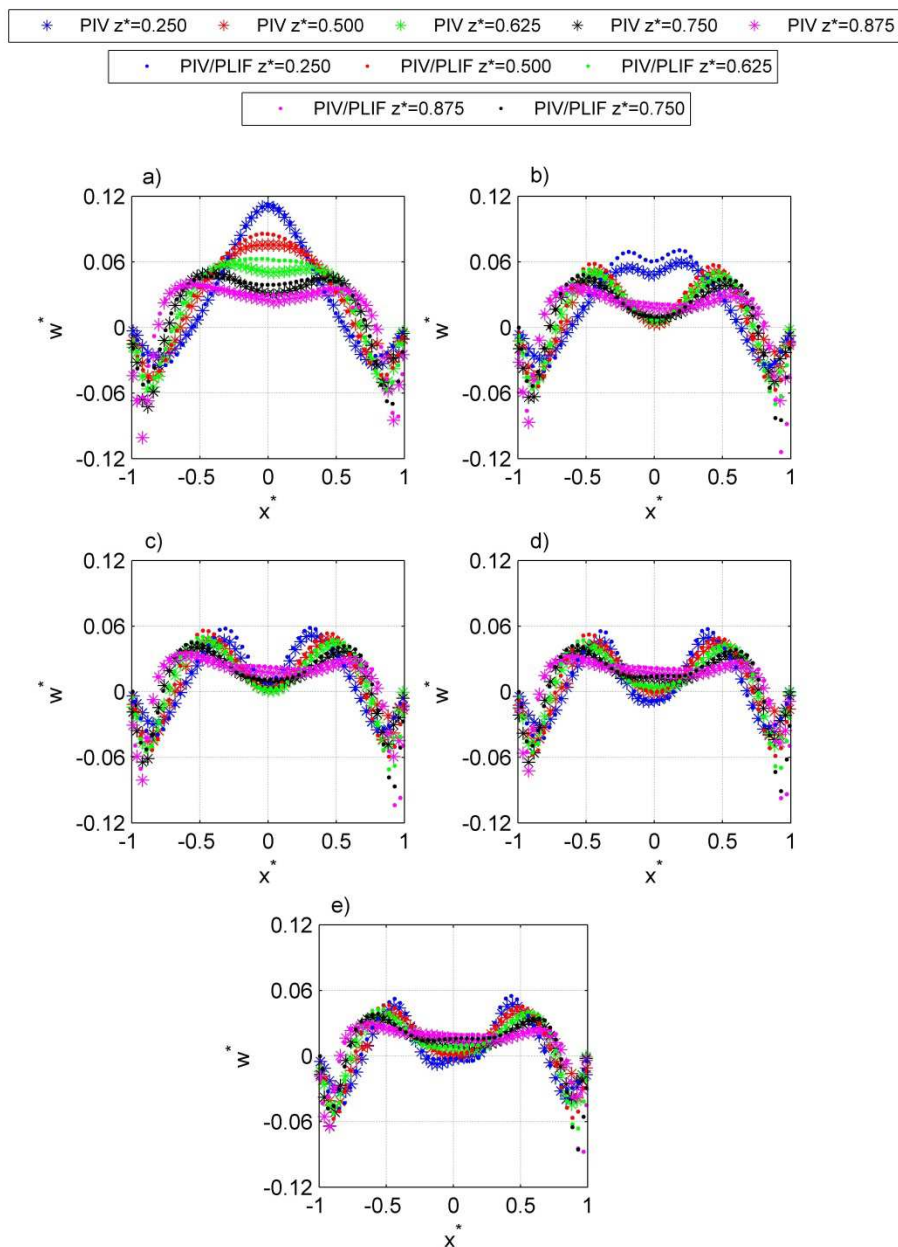 PIV z*=0.250 PIV z*=0.500 PIV z*=0.625 PIV z*=0.750 PIV z*=0.875
PIV/PLIF z*=0.250 PIV/PLIF z*=0.500 PIV/PLIF z*=0.625
PIV/PLIF z*=0.875 PIV/PLIF z*=0.750
a)
0.12
0.06
0
-0.06
-0.12
w*
-1 -0.5 0 0.5 1
x*
b)
0.12
0.06
0
-0.06
-0.12
w*
-1 -0.5 0 0.5 1
x*
c)
0.12
0.06
0
-0.06
-0.12
w*
-1 -0.5 0 0.5 1
x*
d)
0.12
0.06
0
-0.06
-0.12
w*
-1 -0.5 0 0.5 1
x*
e)
0.12
0.06
0
-0.06
-0.12
w*
-1 -0.5 0 0.5 1
x*